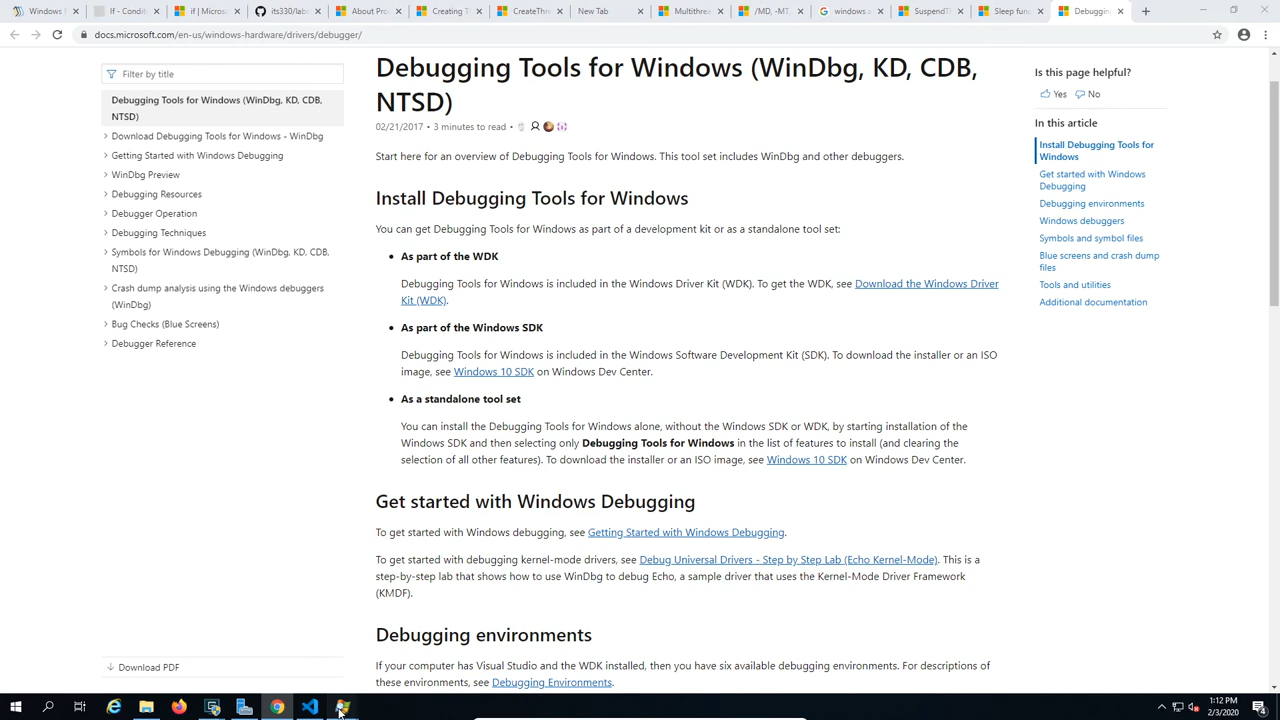 Windows
If - Condit
if | Microso
its330/lab
About Pro
Creating T
CreateThre
New Tab
Multithrea
/MD, -MT,
windows s
SuspendTh
Sleep func
Debugging
docs.microsoft.com/en-us/windows-hardware/drivers/debugger/
Filter by title
Debugging Tools for Windows (WinDbg, KD, CDB,
NTSD)
Download Debugging Tools for Windows - WinDbg
Getting Started with Windows Debugging
WinDbg Preview
Debugging Resources
Debugger Operation
Debugging Techniques
Symbols for Windows Debugging (WinDbg, KD, CDB,
NTSD)
Crash dump analysis using the Windows debuggers
(WinDbg)
Bug Checks (Blue Screens)
Debugger Reference
Download PDF
Debugging Tools for Windows (WinDbg, KD, CDB,
NTSD)
02/21/2017 • 3 minutes to read •
Start here for an overview of Debugging Tools for Windows. This tool set includes WinDbg and other debuggers.
Install Debugging Tools for Windows
You can get Debugging Tools for Windows as part of a development kit or as a standalone tool set:
• As part of the WDK
Debugging Tools for Windows is included in the Windows Driver Kit (WDK). To get the WDK, see Download the Windows Driver
Kit (WDK).
• As part of the Windows SDK
Debugging Tools for Windows is included in the Windows Software Development Kit (SDK). To download the installer or an ISO
image, see Windows 10 SDK on Windows Dev Center.
• As a standalone tool set
You can install the Debugging Tools for Windows alone, without the Windows SDK or WDK, by starting installation of the
Windows SDK and then selecting only Debugging Tools for Windows in the list of features to install (and clearing the
selection of all other features). To download the installer or an ISO image, see Windows 10 SDK on Windows Dev Center.
Get started with Windows Debugging
To get started with Windows debugging, see Getting Started with Windows Debugging.
To get started with debugging kernel-mode drivers, see Debug Universal Drivers - Step by Step Lab (Echo Kernel-Mode). This is a
step-by-step lab that shows how to use WinDbg to debug Echo, a sample driver that uses the Kernel-Mode Driver Framework
(KMDF).
Debugging environments
If your computer has Visual Studio and the WDK installed, then you have six available debugging environments. For descriptions of
these environments, see Debugging Environments.
Is this page helpful?
Yes No
In this article
Install Debugging Tools for
Windows
Get started with Windows
Debugging
Debugging environments
Windows debuggers
Symbols and symbol files
Blue screens and crash dump
files
Tools and utilities
Additional documentation
1:12 PM
2/3/2020
4